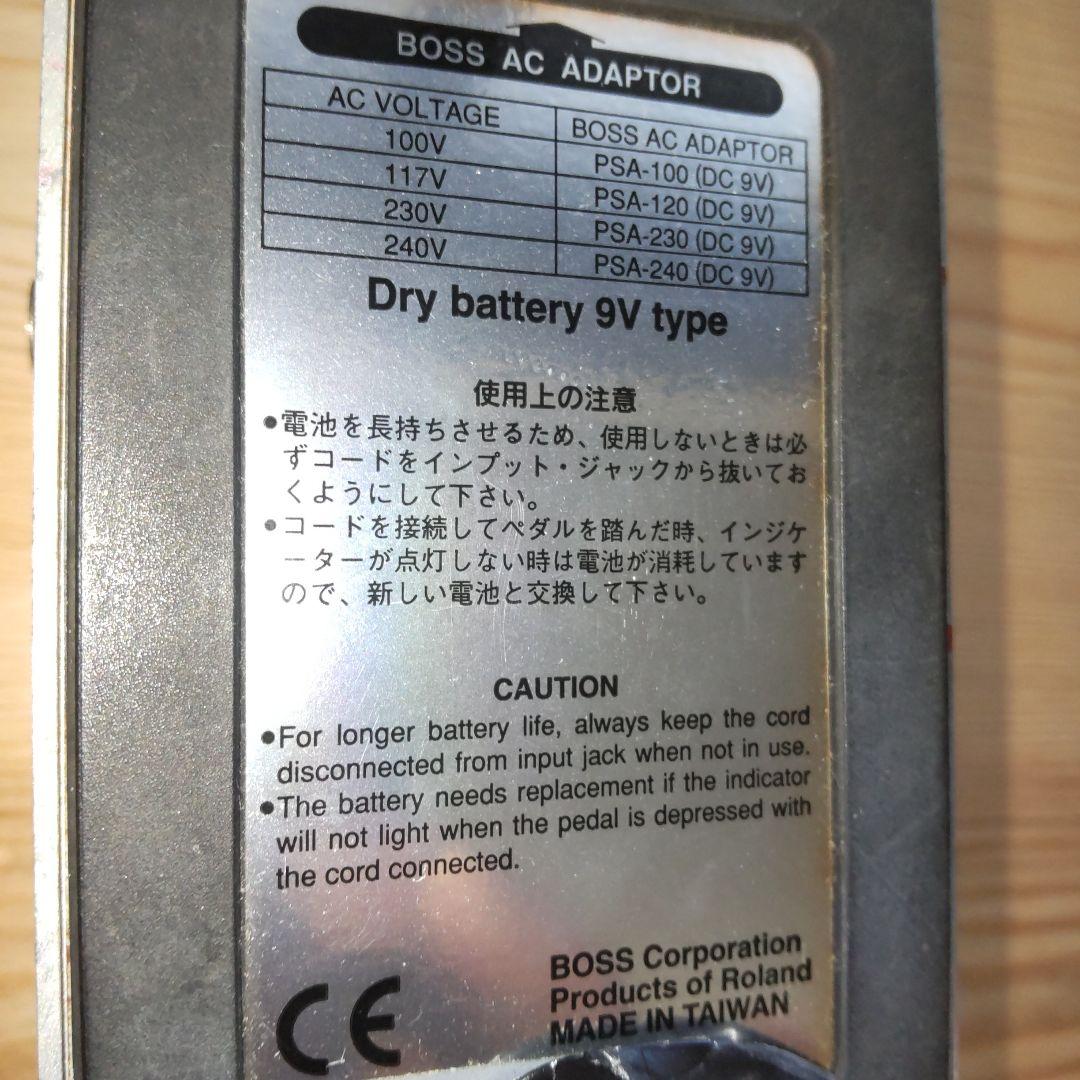 BOSS AC ADAPTOR
AC VOLTAGE BOSS AC ADAPTOR
100V PSA-100 (DC 9V)
117V PSA-120 (DC 9V)
230V PSA-230 (DC 9V)
240V PSA-240 (DC 9V)
Dry battery 9V type
使用上の注意
●電池を長持ちさせるため、使用しないときは必
ずコードをインプット・ジャックから抜いてお
くようにして下さい。
●コードを接続してペダルを踏んだ時、インジケ
ーターが点灯しない時は電池が消耗しています
ので、新しい電池と交換して下さい。
CAUTION
●For longer battery life, always keep the cord
disconnected from input jack when not in use.
●The battery needs replacement if the indicator
will not light when the pedal is depressed with
the cord connected.
CE
BOSS Corporation
Products of Roland
MADE IN TAIWAN